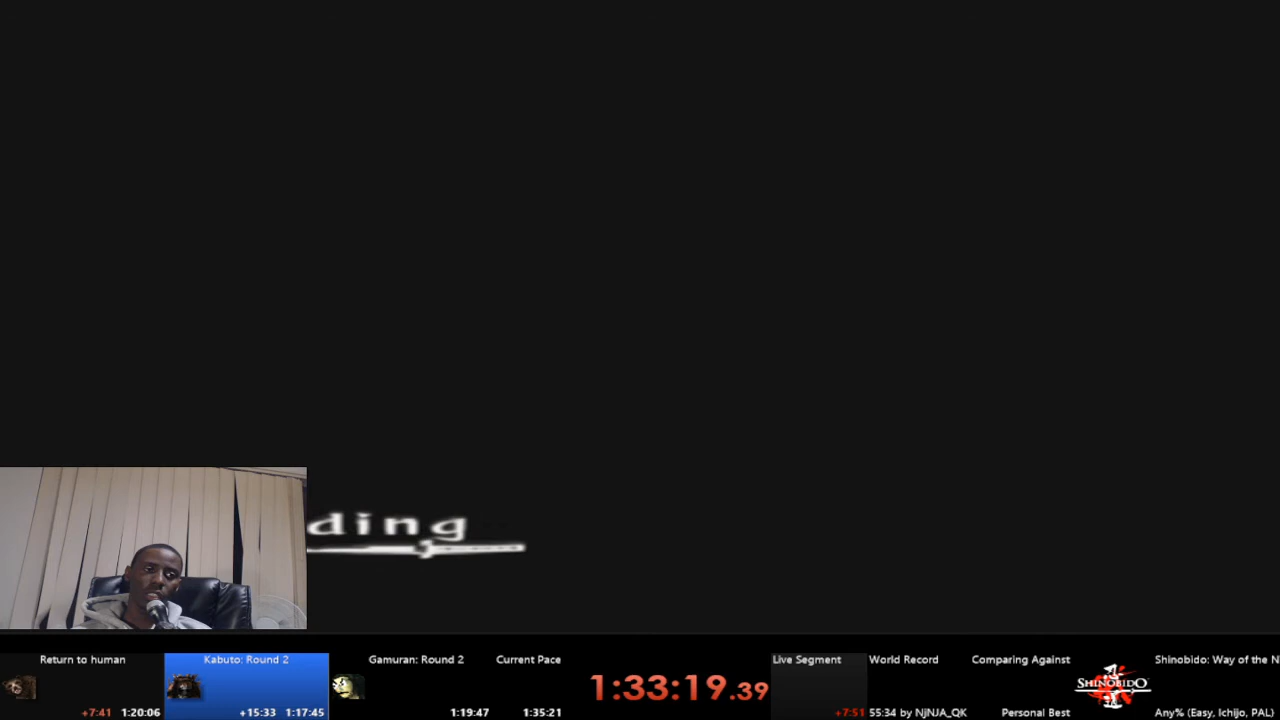 ding
Return to human
+7:41 1:20:06
Kabuto: Round 2
+15:33 1:17:45
Gamuran: Round 2
1:19:47
Current Pace
1:35:21
1:33:19.39
Live Segment
+7:51
World Record
55:34 by NjNJA_QK
Comparing Against
Personal Best
SHINOBIDO
Shinobido: Way of the N
Any% (Easy, Ichijo, PAL)